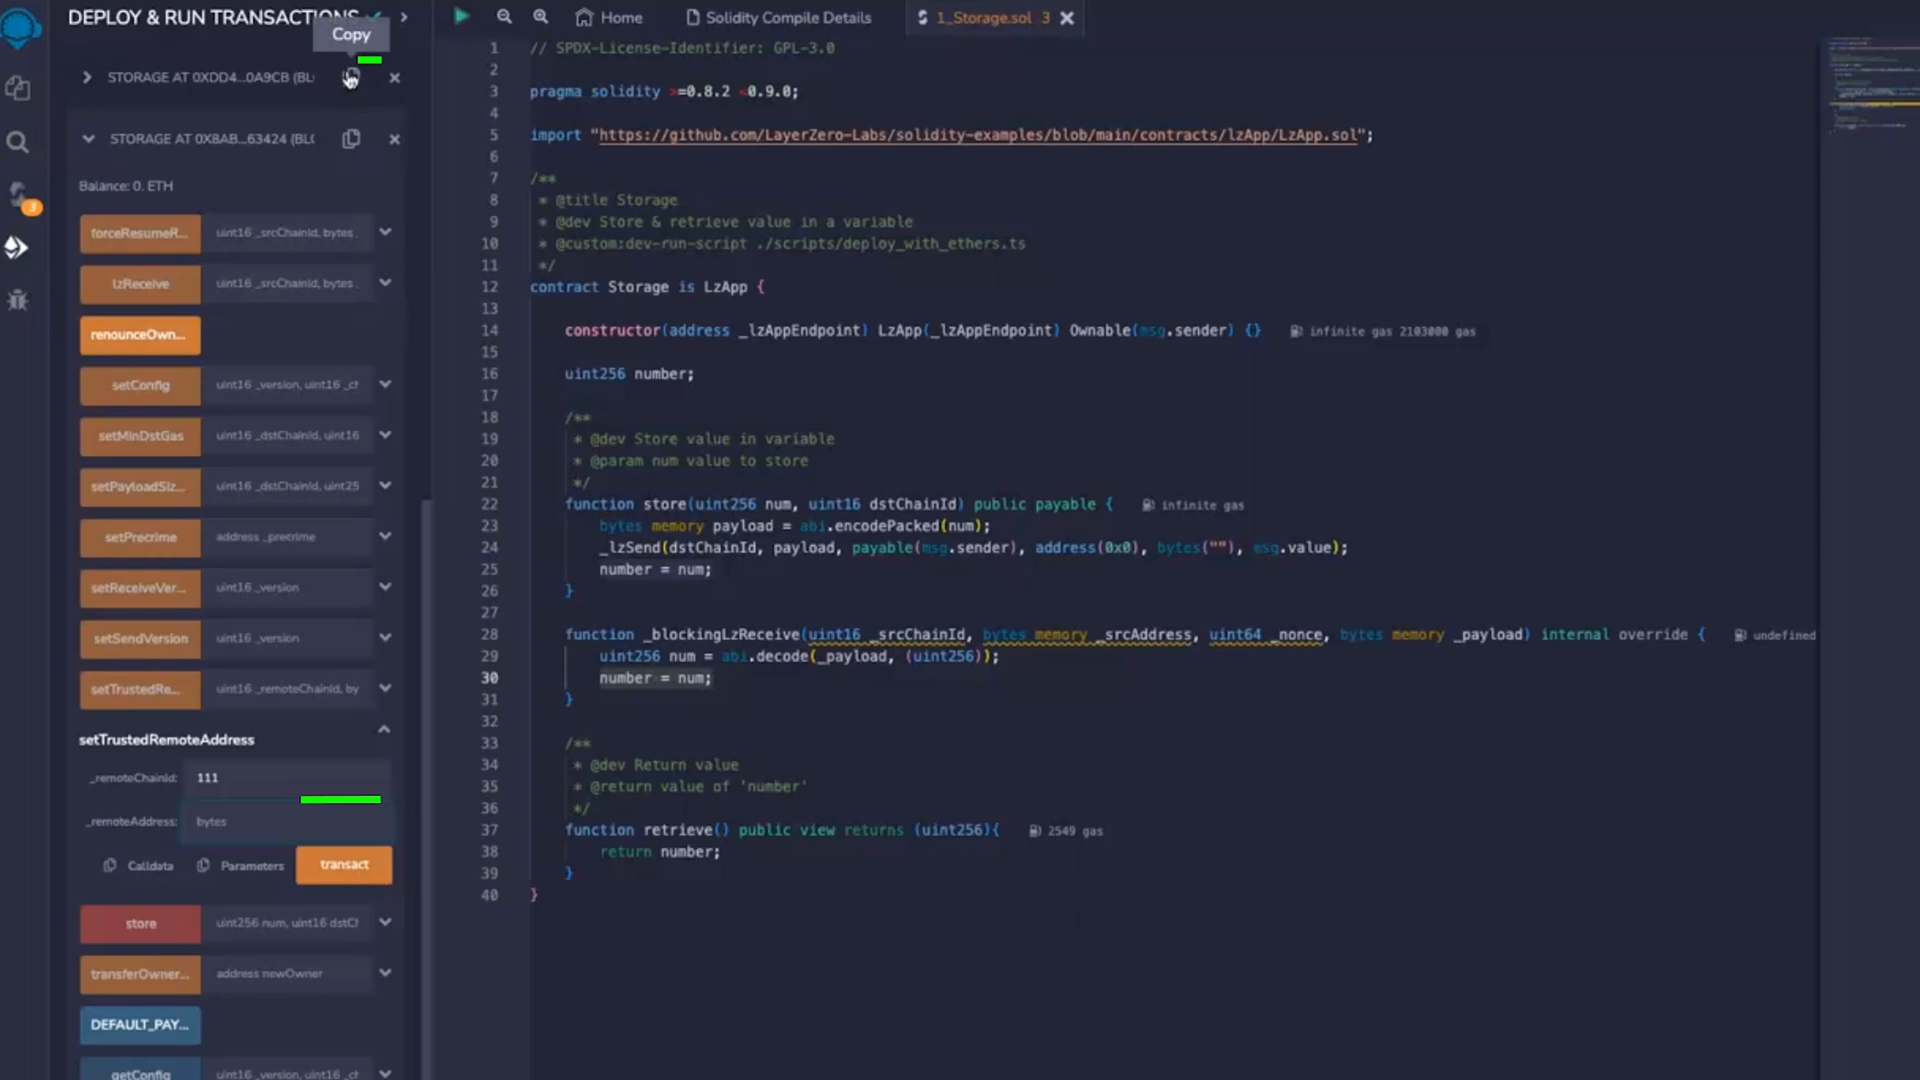 DEPLOY & RUN TRANSACTIONS
Copy
STORAGE AT 0XDD4...0A9CB (BL
STORAGE AT 0X8AB...63424 (BLC
Balance: 0. ETH
forceResumeR... uint16 _srcChainId, bytes
lzReceive uint16 _srcChainId, bytes
renounceOwn...
setConfig uint16 _version, uint16 _ct
setMinDstGas uint16 _dstChainId, uint16
setPayloadSiz... uint16 _dstChainId, uint25
setPrecrime address _precrime
setReceiveVer... uint16 _version
setSendVersion uint16 _version
setTrustedRe... uint16 _remoteChainId, by
setTrustedRemoteAddress
_remoteChainId: 111
_remoteAddress: bytes
Calldata Parameters transact
store uint256 num, uint16 dstCl
transferOwner... address newOwner
DEFAULT_PAY...
getConfig uint16 _version, uint16 _ct
3
Home Solidity Compile Details 1_Storage.sol 3
1 // SPDX-License-Identifier: GPL-3.0
2
3 pragma solidity >=0.8.2 <0.9.0;
4
5 import "https://github.com/LayerZero-Labs/solidity-examples/blob/main/contracts/lzApp/LzApp.sol";
6
7 /**
8 * @title Storage
9 * @dev Store & retrieve value in a variable
10 * @custom:dev-run-script ./scripts/deploy_with_ethers.ts
11 */
12 contract Storage is LzApp {
13
14 constructor(address _lzAppEndpoint) LzApp(_lzAppEndpoint) Ownable(msg.sender) {} infinite gas 2103000 gas
15
16 uint256 number;
17
18 /**
19 * @dev Store value in variable
20 * @param num value to store
21 */
22 function store(uint256 num, uint16 dstChainId) public payable { infinite gas
23 bytes memory payload = abi.encodePacked(num);
24 _lzSend(dstChainId, payload, payable(msg.sender), address(0x0), bytes(""), msg.value);
25 number = num;
26 }
27
28 function _blockingLzReceive(uint16 _srcChainId, bytes memory _srcAddress, uint64 _nonce, bytes memory _payload) internal override { undefined
29 uint256 num = abi.decode(_payload, (uint256));
30 number = num;
31 }
32
33 /**
34 * @dev Return value
35 * @return value of 'number'
36 */
37 function retrieve() public view returns (uint256){ 2549 gas
38 return number;
39 }
40 }